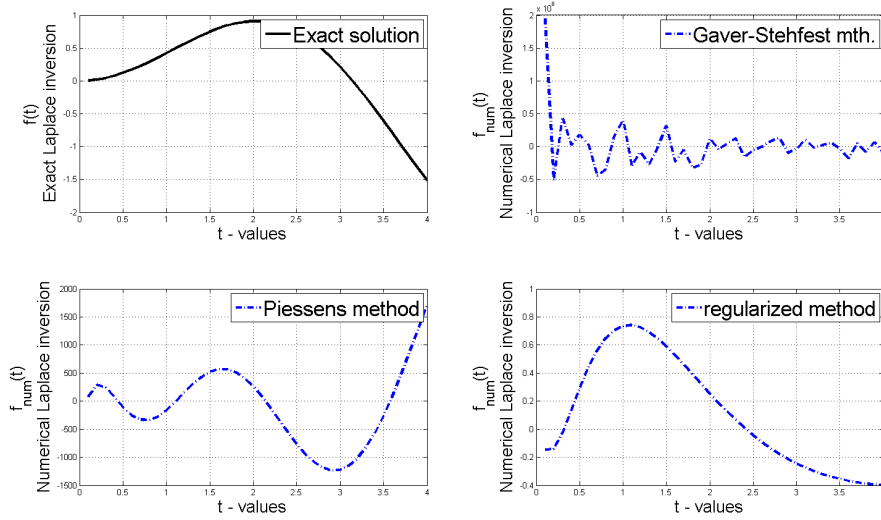 Exact solution
f(t)
Exact Laplace inversion
1
0.5
0
-0.5
-1
-1.5
-2
0 0.5 1 1.5 2 2.5 3 3.5 4
t - values
x 10^8
Gaver-Stehfest mth.
f_num(t)
Numerical Laplace inversion
2
1.5
1
0.5
0
-0.5
-1
0 0.5 1 1.5 2 2.5 3 3.5
t - values
Piessens method
f_num(t)
Numerical Laplace inversion
2000
1500
1000
500
0
-500
-1000
-1500
0 0.5 1 1.5 2 2.5 3 3.5 4
t - values
regularized method
f_num(t)
Numerical Laplace inversion
1
0.8
0.6
0.4
0.2
0
-0.2
-0.4
0 0.5 1 1.5 2 2.5 3 3.5
t - values